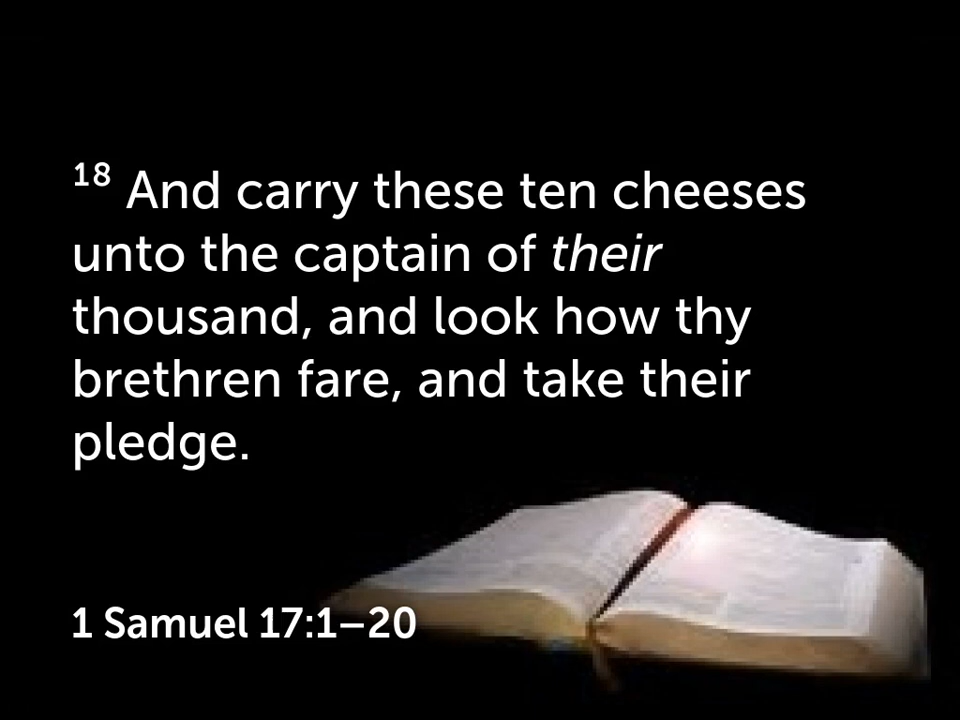 18 And carry these ten cheeses
unto the captain of their
thousand, and look how thy
brethren fare, and take their
pledge.
1 Samuel 17:1–20